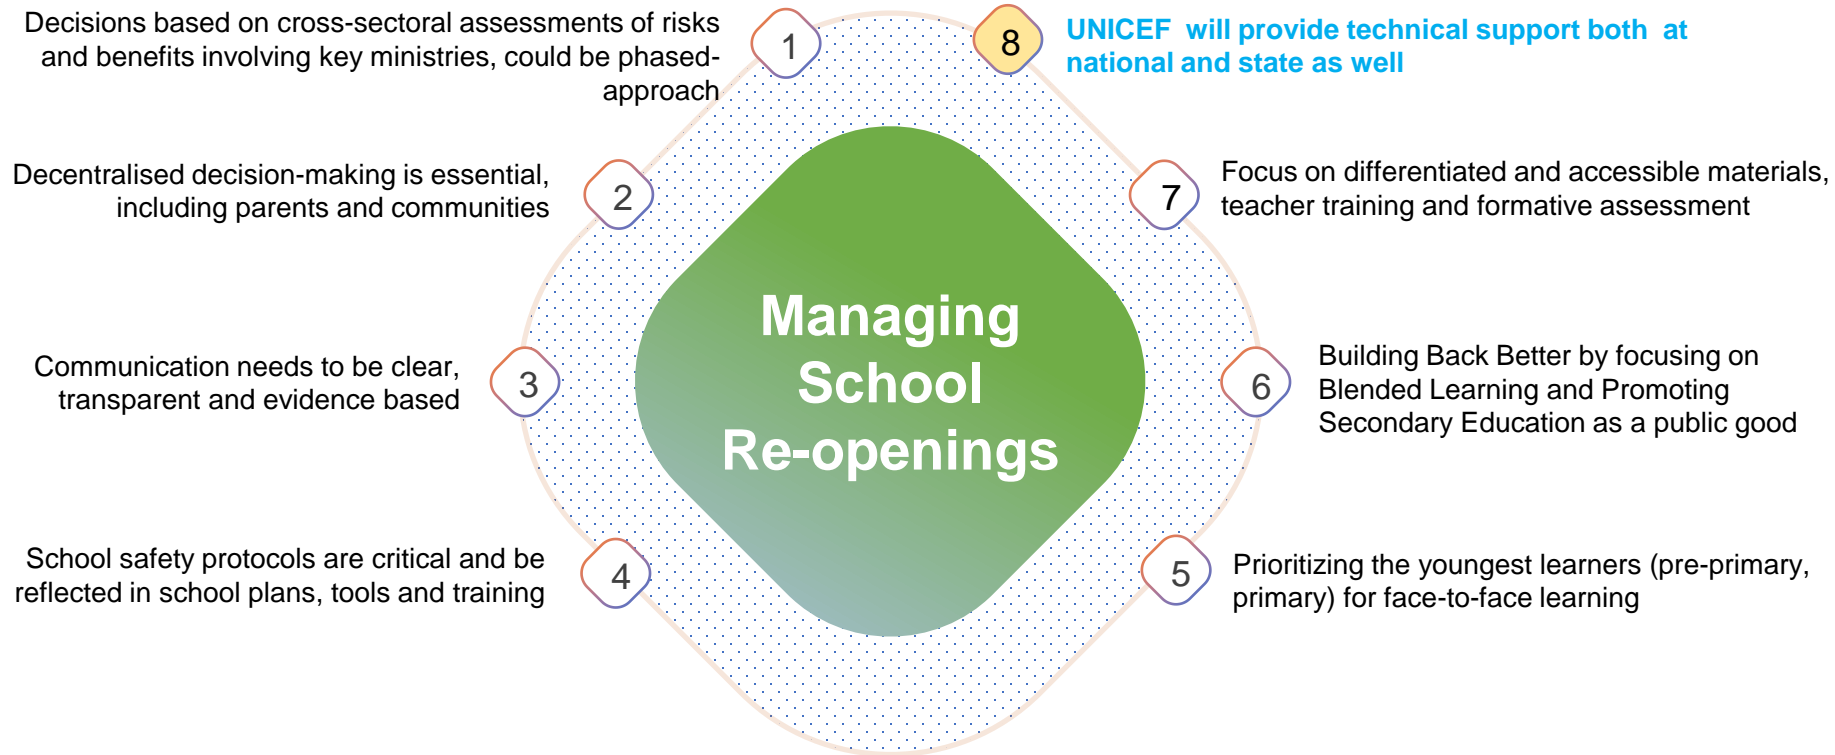 Decisions based on cross-sectoral assessments of risks
and benefits involving key ministries, could be phased-
approach
1
Decentralised decision-making is essential,
including parents and communities
2
Communication needs to be clear,
transparent and evidence based
3
School safety protocols are critical and be
reflected in school plans, tools and training
4
Managing
School
Re-openings
8
UNICEF  will provide technical support both  at
national and state as well
7
Focus on differentiated and accessible materials,
teacher training and formative assessment
6
Building Back Better by focusing on
Blended Learning and Promoting
Secondary Education as a public good
5
Prioritizing the youngest learners (pre-primary,
primary) for face-to-face learning